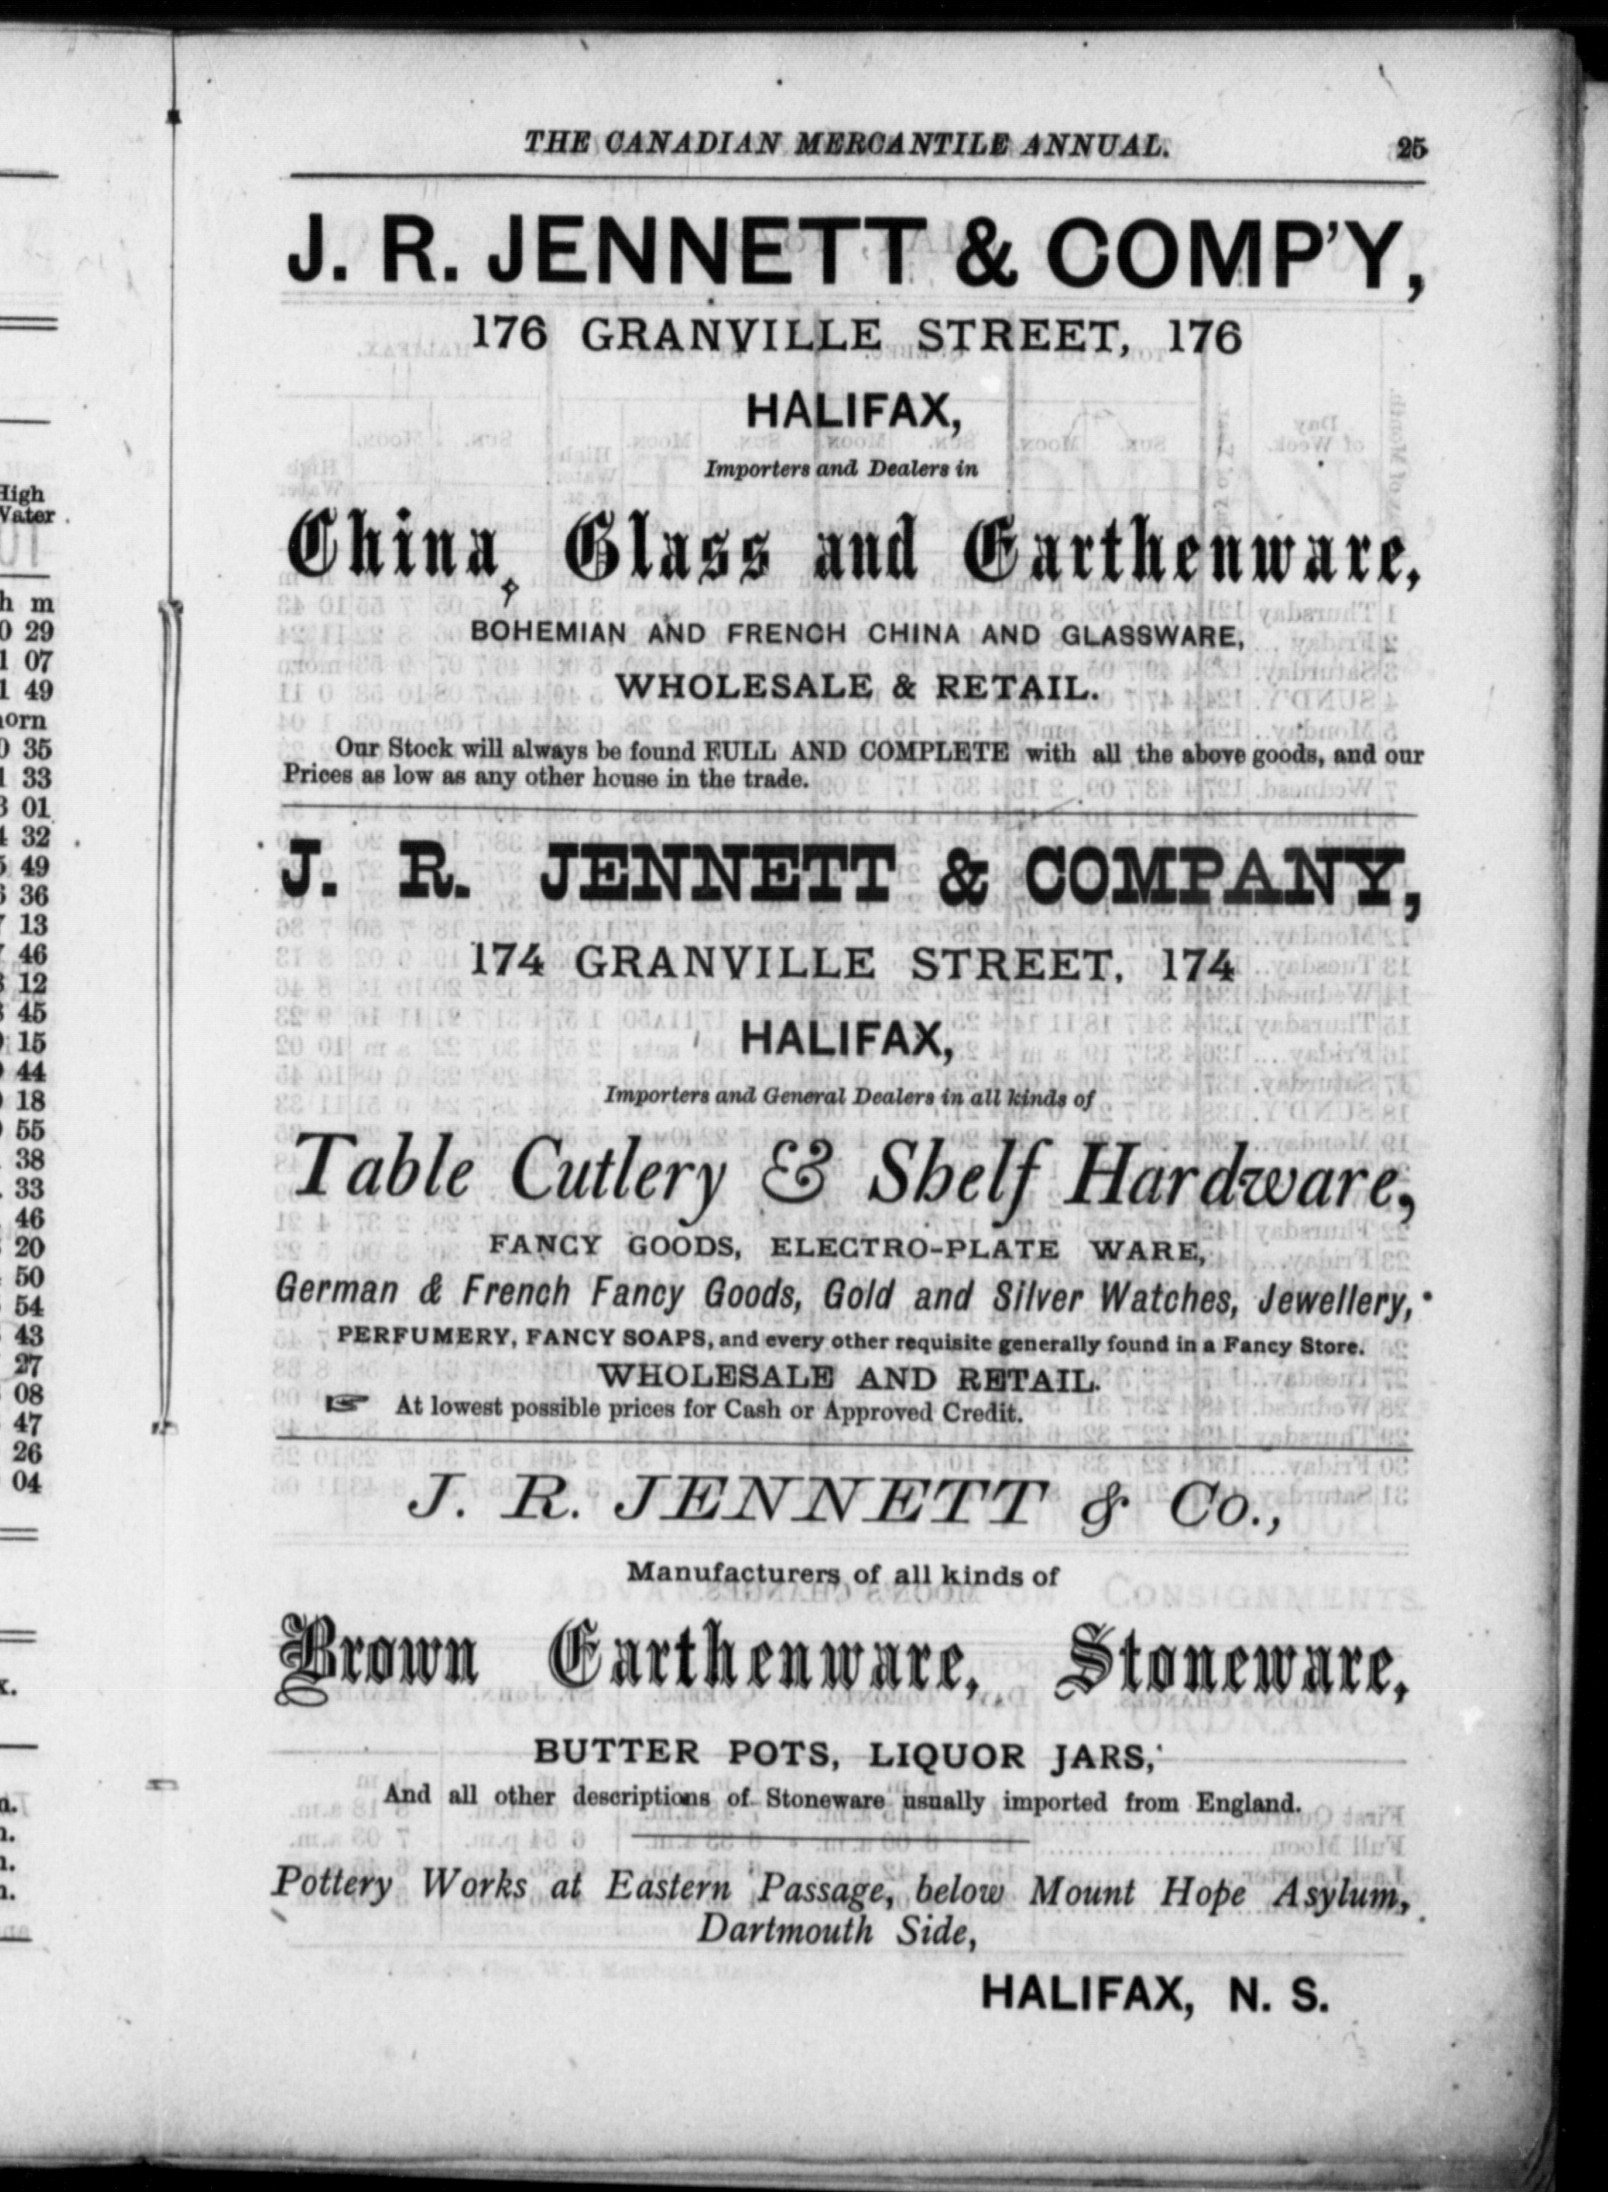 THE CANADIAN MERCANTILE ANNUAL. 25
J. R. JENNETT & COMP'Y,
176 GRANVILLE STREET, 176
HALIFAX,
Importers and Dealers in
China, Glass and Earthenware,
BOHEMIAN AND FRENCH CHINA AND GLASSWARE,
WHOLESALE & RETAIL.
Our Stock will always be found FULL AND COMPLETE with all the above goods, and our
Prices as low as any other house in the trade.
J. R. JENNETT & COMPANY,
174 GRANVILLE STREET, 174
HALIFAX,
Importers and General Dealers in all kinds of
Table Cutlery & Shelf Hardware,
FANCY GOODS, ELECTRO-PLATE WARE,
German & French Fancy Goods, Gold and Silver Watches, Jewellery,
PERFUMERY, FANCY SOAPS, and every other requisite generally found in a Fancy Store.
WHOLESALE AND RETAIL.
☞ At lowest possible prices for Cash or Approved Credit.
J. R. JENNETT & Co.,
Manufacturers of all kinds of
Brown Earthenware, Stoneware,
BUTTER POTS, LIQUOR JARS,
And all other descriptions of Stoneware usually imported from England.
Pottery Works at Eastern Passage, below Mount Hope Asylum,
Dartmouth Side,
HALIFAX, N. S.